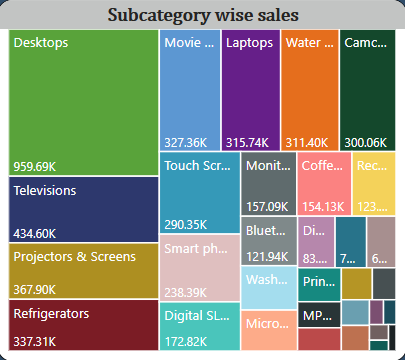 Subcategory wise sales
Desktops
959.69K
Televisions
434.60K
Projectors & Screens
367.90K
Refrigerators
337.31K
Movie ...
327.36K
Laptops
315.74K
Water ...
311.40K
Camc...
300.06K
Touch Scr...
290.35K
Smart ph...
238.39K
Digital SL...
172.82K
Monit...
157.09K
Coffe...
154.13K
Rec...
123....
Bluet...
121.94K
Wash...
Micro...
Di...
83....
7...
6...
Prin...
MP...